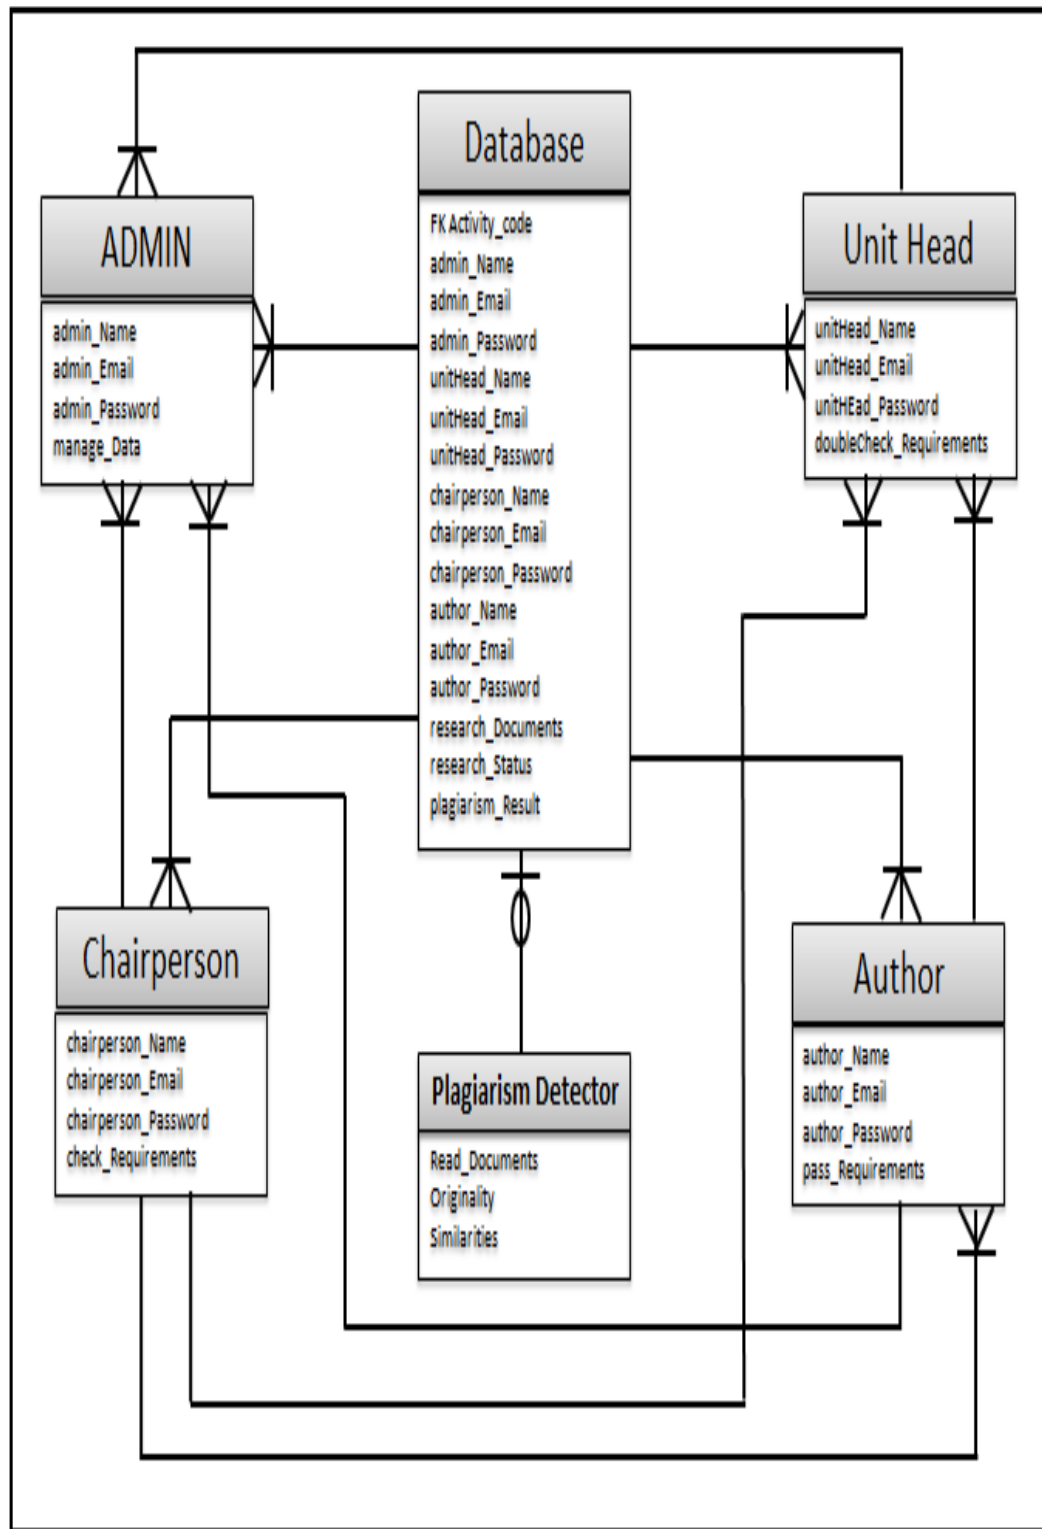 Database
FK Activity_code
admin_Name
admin_Email
admin_Password
unitHead_Name
unitHead_Email
unitHead_Password
chairperson_Name
chairperson_Email
chairperson_Password
author_Name
author_Email
author_Password
research_Documents
research_Status
plagiarism_Result
ADMIN
admin_Name
admin_Email
admin_Password
manage_Data
Unit Head
unitHead_Name
unitHead_Email
unitHEad_Password
doubleCheck_Requirements
Chairperson
chairperson_Name
chairperson_Email
chairperson_Password
check_Requirements
Plagiarism Detector
Read_Documents
Originality
Similarities
Author
author_Name
author_Email
author_Password
pass_Requirements